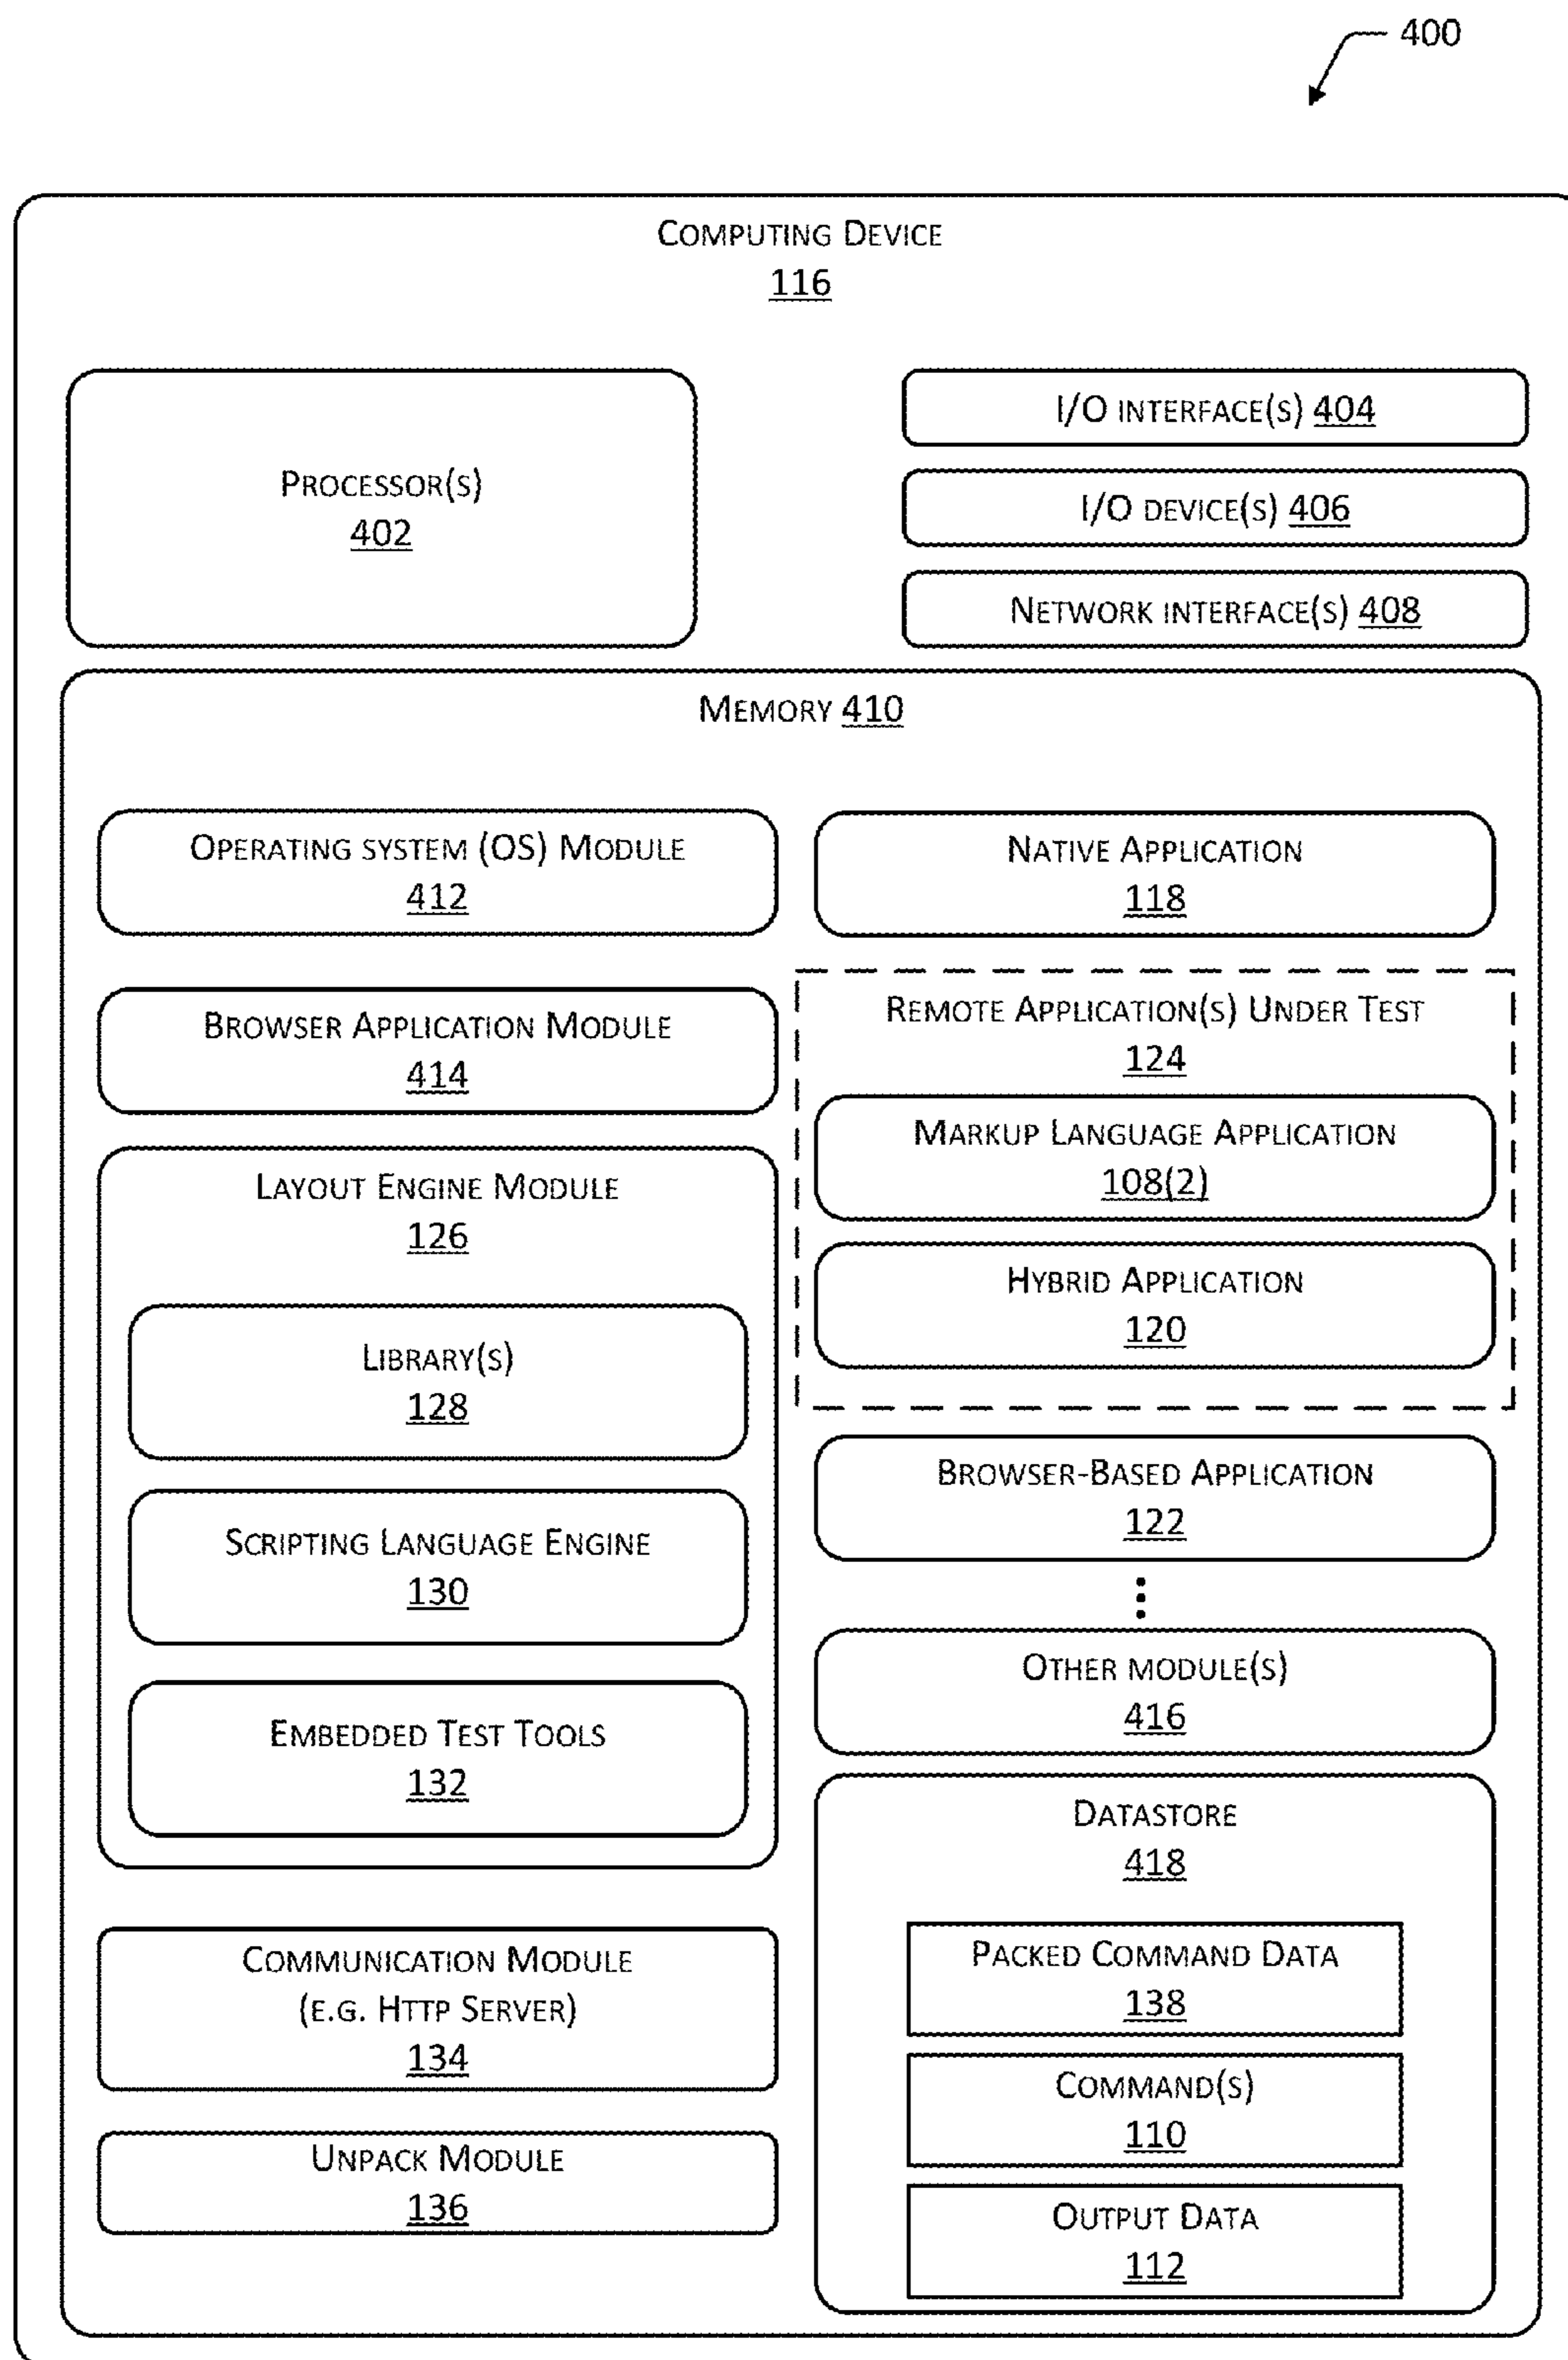 400
COMPUTING DEVICE
116
PROCESSOR(S)
402
I/O INTERFACE(S) 404
I/O DEVICE(S) 406
NETWORK INTERFACE(S) 408
MEMORY 410
OPERATING SYSTEM (OS) MODULE
412
BROWSER APPLICATION MODULE
414
LAYOUT ENGINE MODULE
126
LIBRARY(S)
128
SCRIPTING LANGUAGE ENGINE
130
EMBEDDED TEST TOOLS
132
COMMUNICATION MODULE
(E.G. HTTP SERVER)
134
UNPACK MODULE
136
NATIVE APPLICATION
118
REMOTE APPLICATION(S) UNDER TEST
124
MARKUP LANGUAGE APPLICATION
108(2)
HYBRID APPLICATION
120
BROWSER-BASED APPLICATION
122
OTHER MODULE(S)
416
DATASTORE
418
PACKED COMMAND DATA
138
COMMAND(S)
110
OUTPUT DATA
112